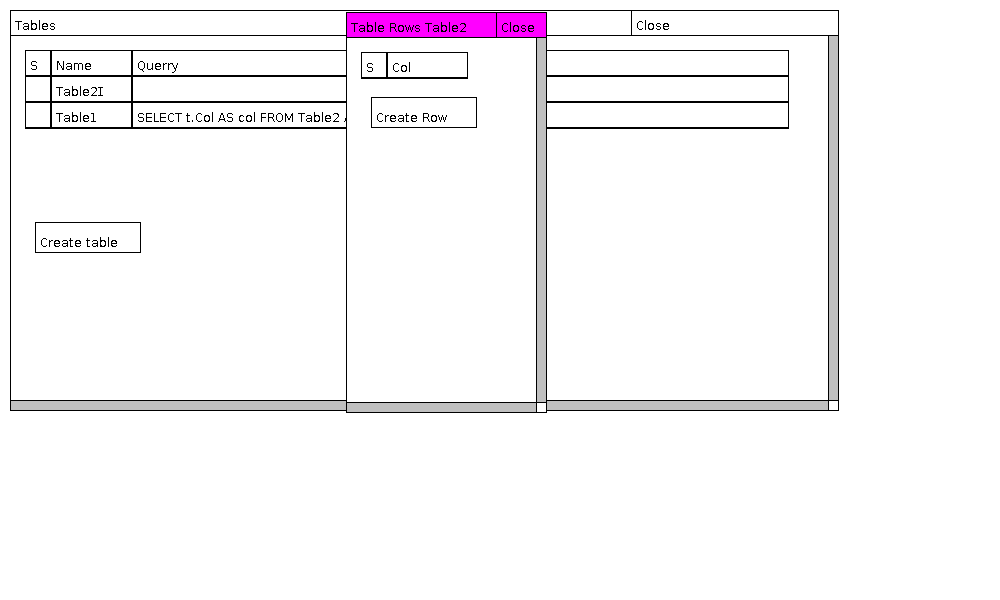 Tables
Close
S Name Querry
Table2I
Table1 SELECT t.Col AS col FROM Table2
Create table
Table Rows Table2 Close
S Col
Create Row